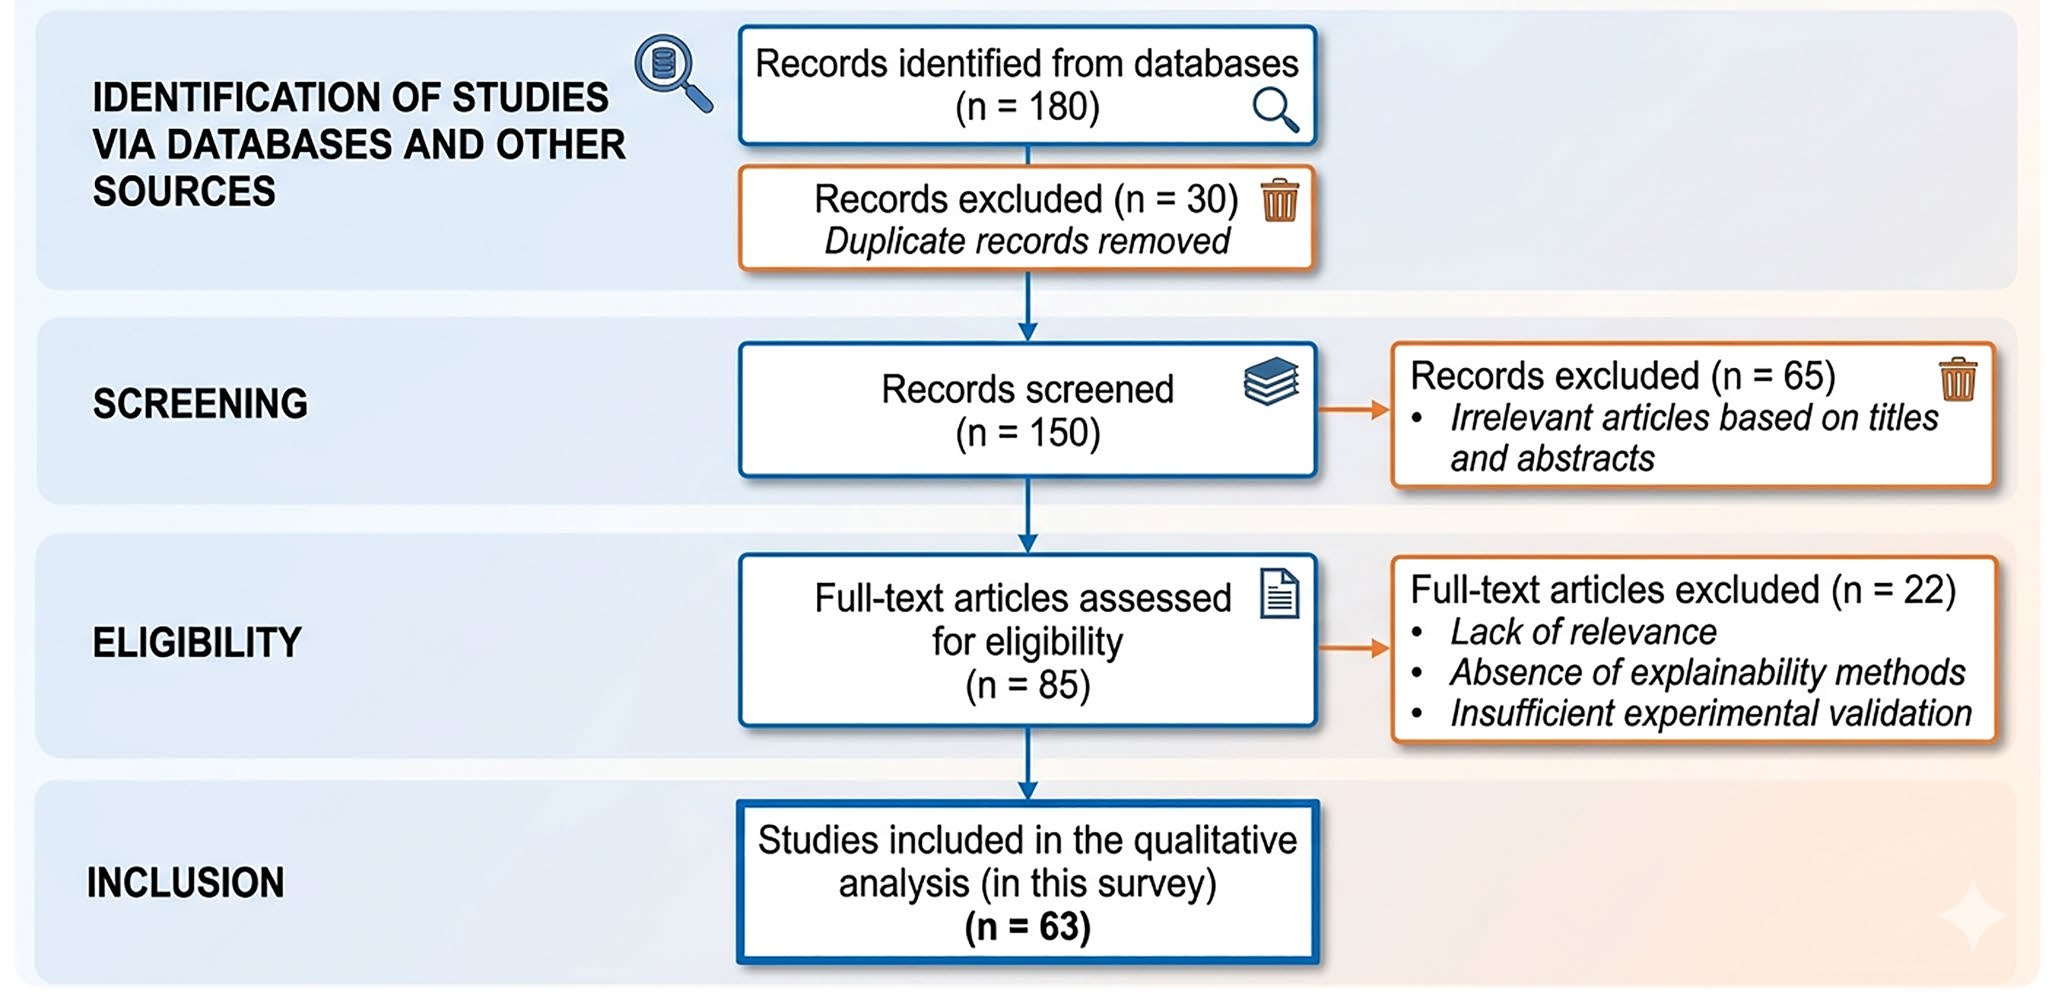 IDENTIFICATION OF STUDIES
VIA DATABASES AND OTHER
SOURCES
Records identified from databases
(n = 180)
Records excluded (n = 30)
Duplicate records removed
SCREENING
Records screened
(n = 150)
Records excluded (n = 65)
• Irrelevant articles based on titles
and abstracts
ELIGIBILITY
Full-text articles assessed
for eligibility
(n = 85)
Full-text articles excluded (n = 22)
• Lack of relevance
• Absence of explainability methods
• Insufficient experimental validation
INCLUSION
Studies included in the qualitative
analysis (in this survey)
(n = 63)